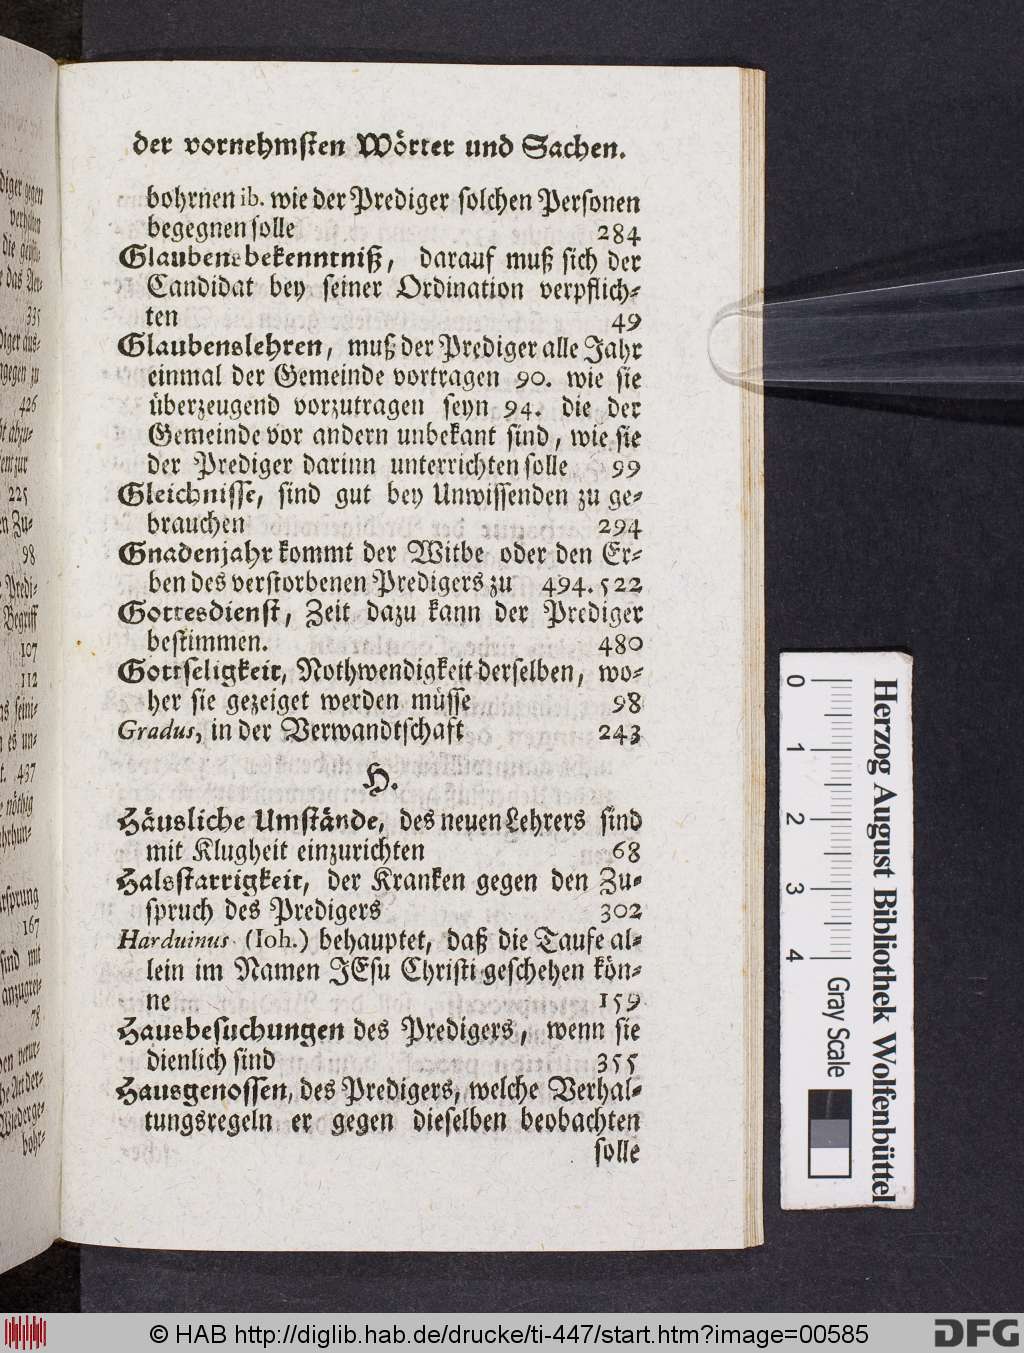 der vornehmsten Wörter und Sachen.
bohrnen ib. wie der Prediger solchen Personen
begegnen solle 284
Glaubensbekenntniß, darauf muß sich der
Candidat bey seiner Ordination verpflich-
ten 49
Glaubenslehren, muß der Prediger alle Jahr
einmal der Gemeinde vortragen 90. wie sie
überzeugend vorzutragen seyn 94. die der
Gemeinde vor andern unbekant sind, wie sie
der Prediger darinn unterrichten solle 99
Gleichnisse, sind gut bey Unwissenden zu ge-
brauchen 294
Gnadenjahr kommt der Witbe oder den Er-
ben des verstorbenen Predigers zu 494. 522
Gottesdienst, Zeit dazu kann der Prediger
bestimmen. 480
Gottseligkeit, Nothwendigkeit derselben, wo-
her sie gezeiget werden müsse 98
Gradus, in der Verwandtschaft 243
H.
Häusliche Umstände, des neuen Lehrers sind
mit Klugheit einzurichten 68
Halsstarrigkeit, der Kranken gegen den Zu-
spruch des Predigers 302
Harduinus (Ioh.) behauptet, daß die Taufe al-
lein im Namen JEsu Christi geschehen kön-
ne 159
Hausbesuchungen des Predigers, wenn sie
dienlich sind 355
Hausgenossen, des Predigers, welche Verhal-
tungsregeln er gegen dieselben beobachten
solle
335
426
225
98
107
112
167
78
0 1 2 3 4 Gray Scale
Herzog August Bibliothek Wolfenbüttel
© HAB http://diglib.hab.de/drucke/ti-447/start.htm?image=00585
DFG